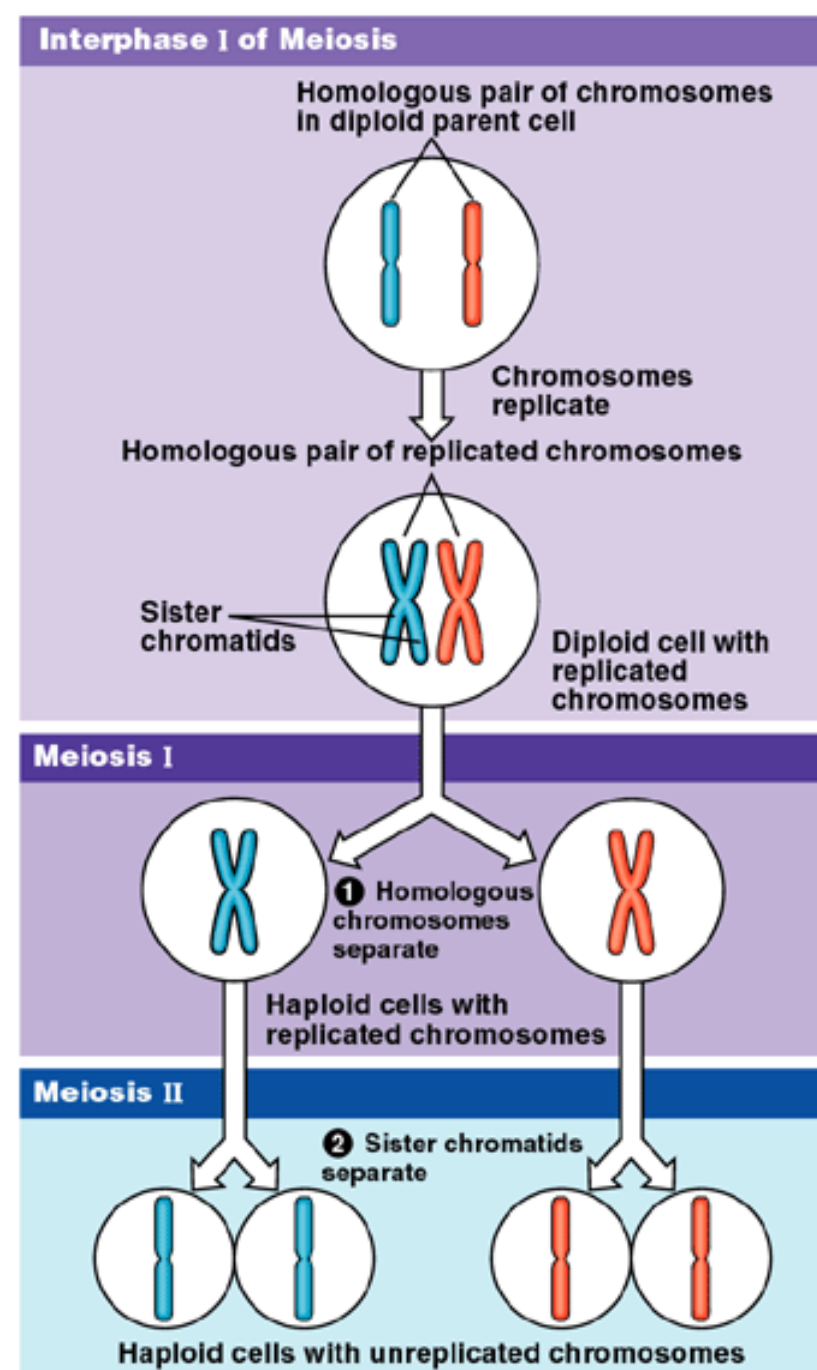 Interphase I of Meiosis
Homologous pair of chromosomes
in diploid parent cell
Chromosomes
replicate
Homologous pair of replicated chromosomes
Sister
chromatids
Diploid cell with
replicated
chromosomes
Meiosis I
1 Homologous
chromosomes
separate
Haploid cells with
replicated chromosomes
Meiosis II
2 Sister chromatids
separate
Haploid cells with unreplicated chromosomes